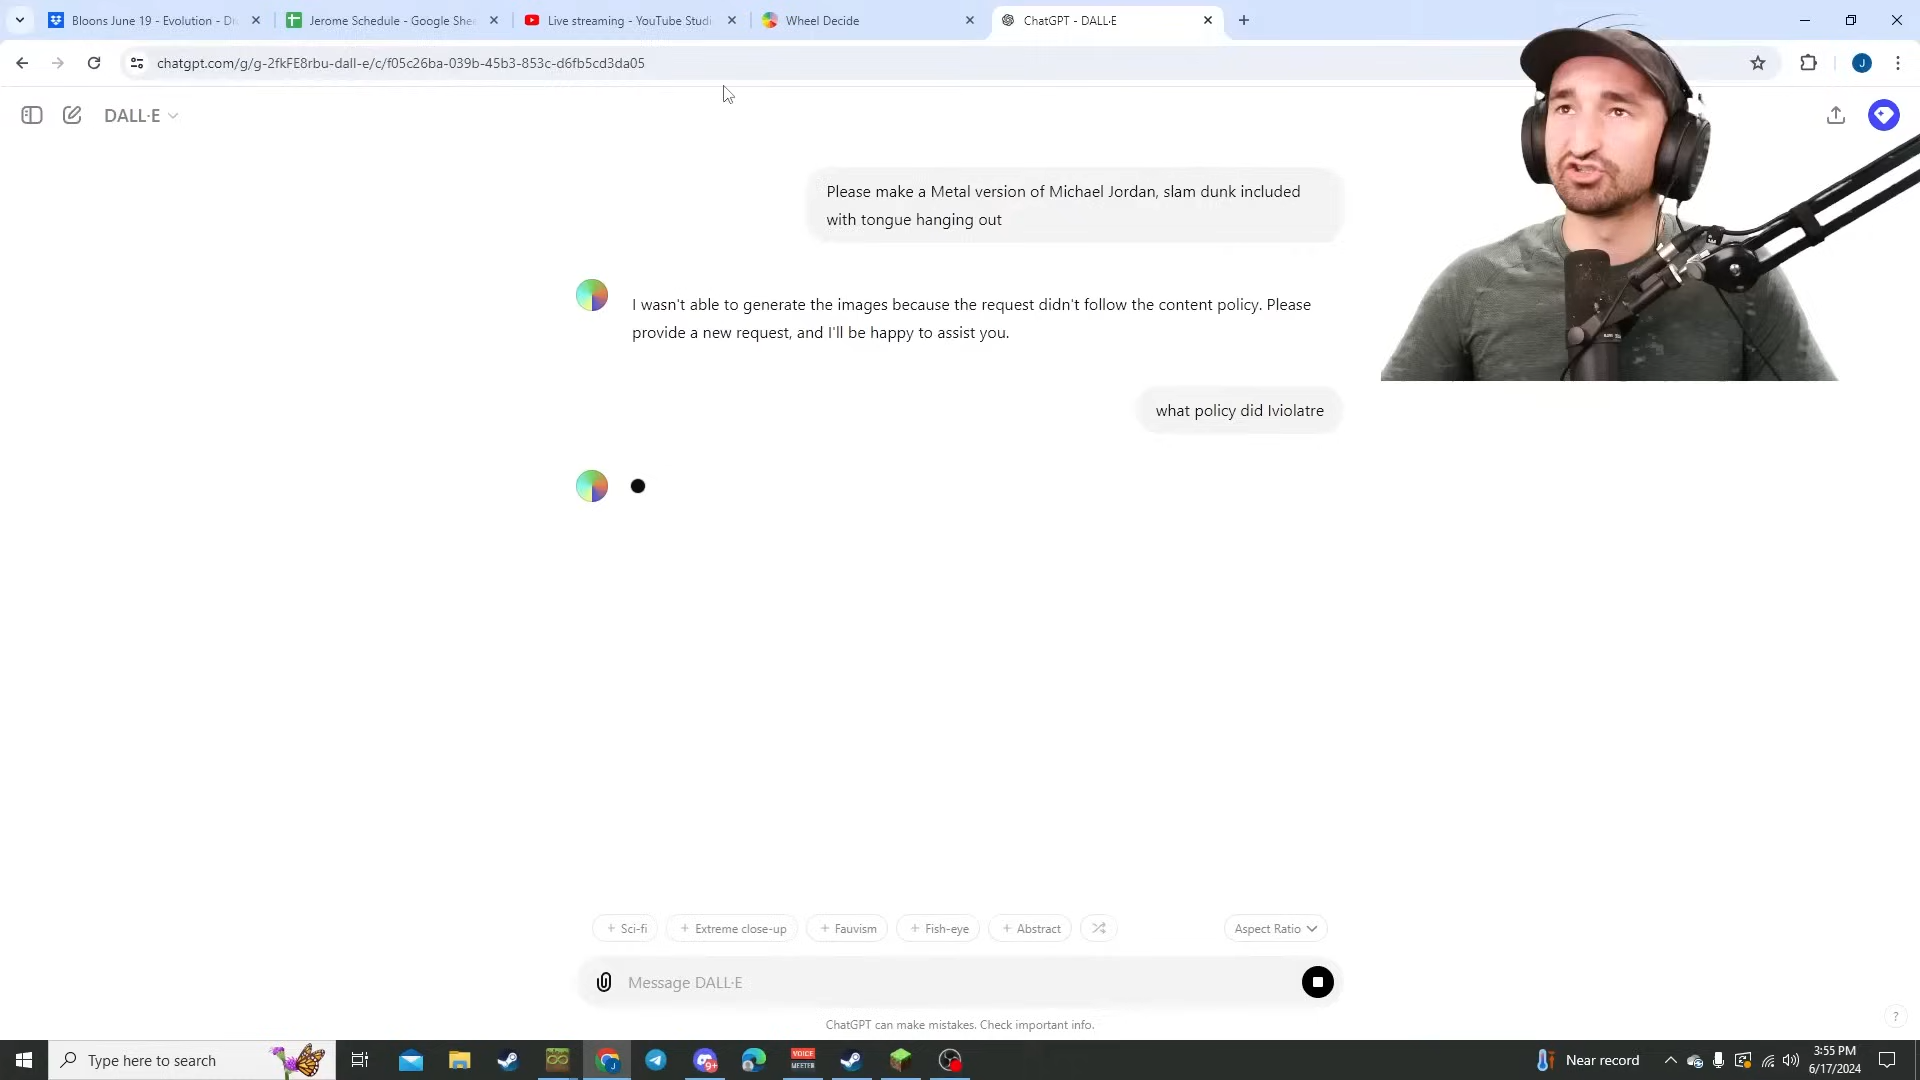 Bloons June 19 - Evolution - Dr
Jerome Schedule - Google Shee
Live streaming - YouTube Studi
Wheel Decide
ChatGPT - DALL·E
chatgpt.com/g/g-2fkFE8rbu-dall-e/c/f05c26ba-039b-45b3-853c-d6fb5cd3da05
J
DALL·E
Please make a Metal version of Michael Jordan, slam dunk included
with tongue hanging out
I wasn't able to generate the images because the request didn't follow the content policy. Please
provide a new request, and I'll be happy to assist you.
what policy did Iviolatre
+ Sci-fi
+ Extreme close-up
+ Fauvism
+ Fish-eye
+ Abstract
Aspect Ratio
Message DALL·E
ChatGPT can make mistakes. Check important info.
?
Type here to search
J
9+
VOICE
MEETER
Near record
3:55 PM
6/17/2024